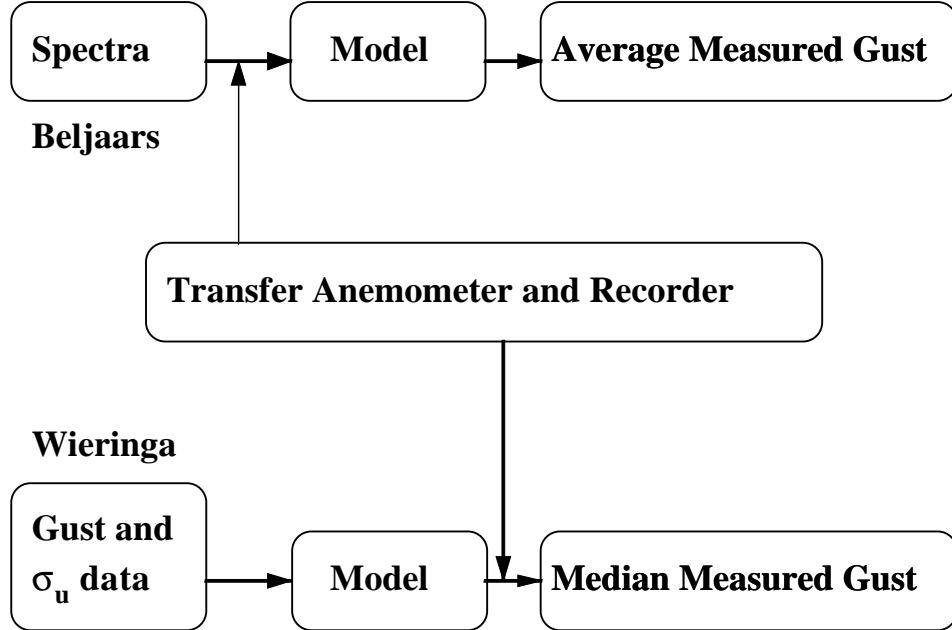 Spectra
Model
Average Measured Gust
Beljaars
Transfer Anemometer and Recorder
Wieringa
Gust and
σu data
Model
Median Measured Gust